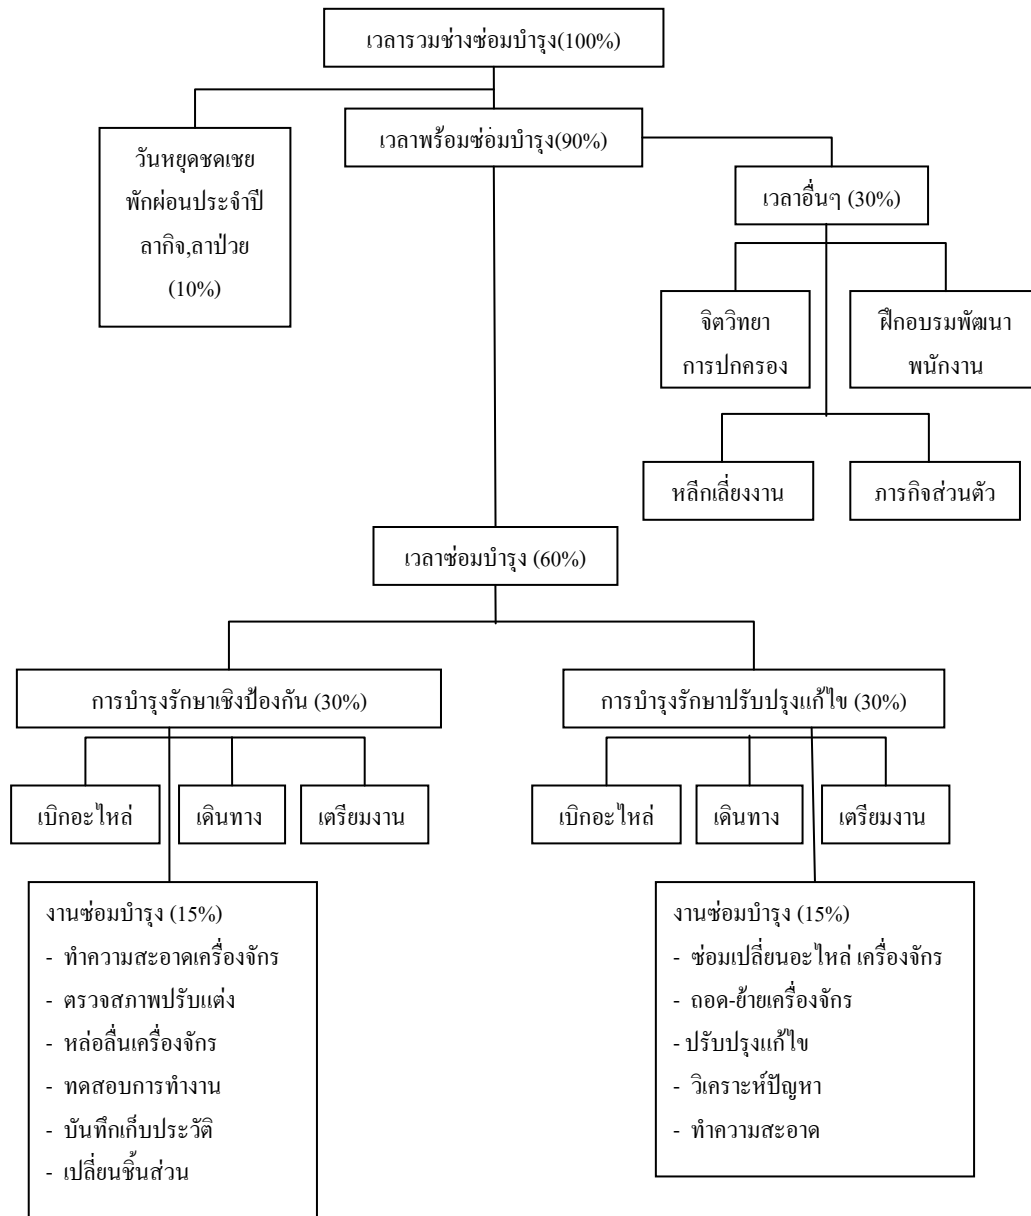 เวลารวมช่างซ่อมบำรุง(100%)
วันหยุดชดเชย
พักผ่อนประจำปี
ลากิจ,ลาป่วย
(10%)
เวลาพร้อมซ่อมบำรุง(90%)
เวลาอื่นๆ (30%)
จิตวิทยา
การปกครอง
ฝึกอบรมพัฒนา
พนักงาน
หลีกเลี่ยงงาน
ภารกิจส่วนตัว
เวลาซ่อมบำรุง (60%)
การบำรุงรักษาเชิงป้องกัน (30%)
การบำรุงรักษาปรับปรุงแก้ไข (30%)
เบิกอะไหล่
เดินทาง
เตรียมงาน
เบิกอะไหล่
เดินทาง
เตรียมงาน
งานซ่อมบำรุง (15%)
- ทำความสะอาดเครื่องจักร
- ตรวจสภาพปรับแต่ง
- หล่อลื่นเครื่องจักร
- ทดสอบการทำงาน
- บันทึกเก็บประวัติ
- เปลี่ยนชิ้นส่วน
งานซ่อมบำรุง (15%)
- ซ่อมเปลี่ยนอะไหล่ เครื่องจักร
- ถอด-ย้ายเครื่องจักร
- ปรับปรุงแก้ไข
- วิเคราะห์ปัญหา
- ทำความสะอาด